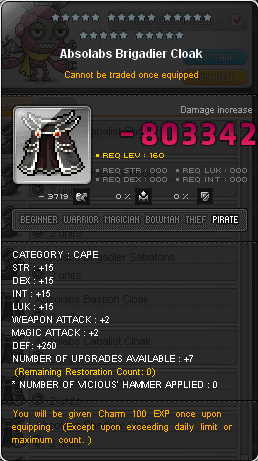 Absolabs Brigadier Cloak
Cannot be traded once equipped
Damage increase
- 803342
REQ LEV : 160
REQ STR : 000 REQ LUK : 000
REQ DEX : 000 REQ INT : 000
- 3719 0 % 0 %
BEGINNER WARRIOR MAGICIAN BOWMAN THIEF PIRATE
CATEGORY : CAPE
STR : +15
DEX : +15
INT : +15
LUK : +15
WEAPON ATTACK : +2
MAGIC ATTACK : +2
DEF: +250
NUMBER OF UPGRADES AVAILABLE : +7
(Remaining Restoration Count: 0)
* NUMBER OF VICIOUS' HAMMER APPLIED : 0
You will be given Charm 100 EXP once upon
equipping. (Except upon exceeding daily limit or
maximum count. )